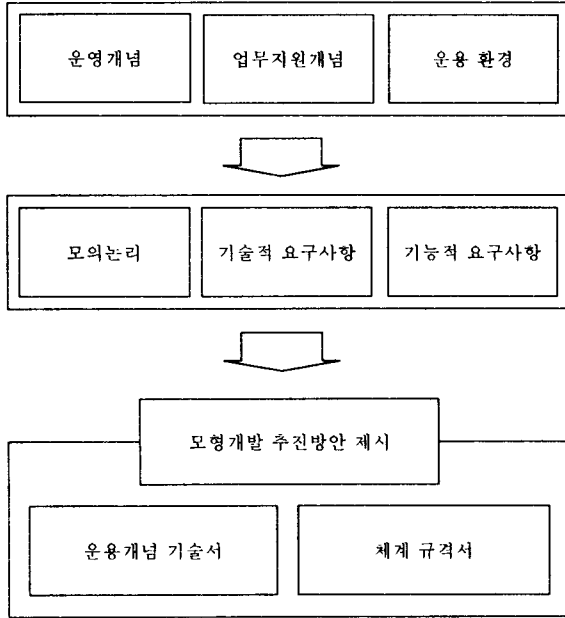 운영개념
업무지원개념
운용 환경
모의논리
기술적 요구사항
기능적 요구사항
모형개발 추진방안 제시
운용개념 기술서
체계 규격서